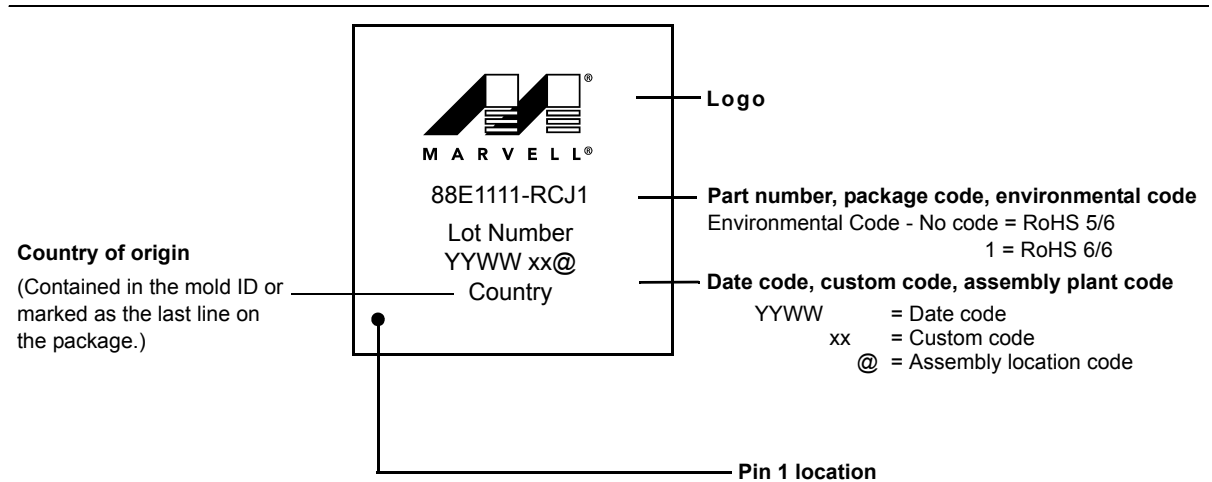 ®
MARVELL®
88E1111-RCJ1
Lot Number
YYWW xx@
Country
Logo
Part number, package code, environmental code
Environmental Code - No code = RoHS 5/6
1 = RoHS 6/6
Date code, custom code, assembly plant code
YYWW = Date code
xx = Custom code
@ = Assembly location code
Country of origin
(Contained in the mold ID or
marked as the last line on
the package.)
Pin 1 location